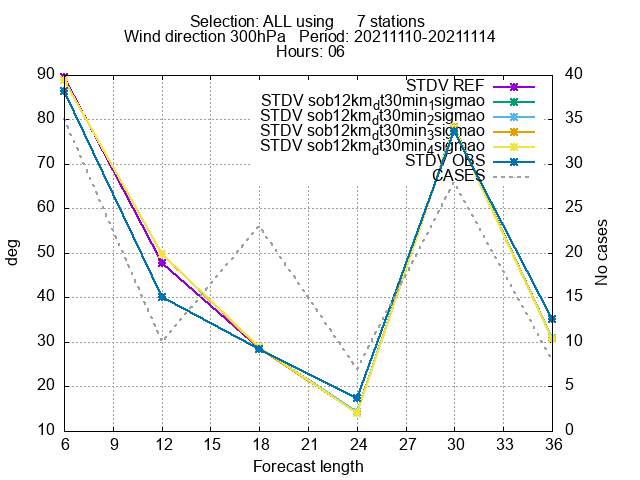 Selection: ALL using 7 stations
Wind direction 300hPa Period: 20211110-20211114
Hours: 06
STDV REF
STDV sob12km_dt30min_1sigmao
STDV sob12km_dt30min_2sigmao
STDV sob12km_dt30min_3sigmao
STDV sob12km_dt30min_4sigmao
STDV OBS
CASES
90
80
70
60
50
40
30
20
10
deg
40
35
30
25
20
15
10
5
0
No cases
6 9 12 15 18 21 24 27 30 33 36
Forecast length